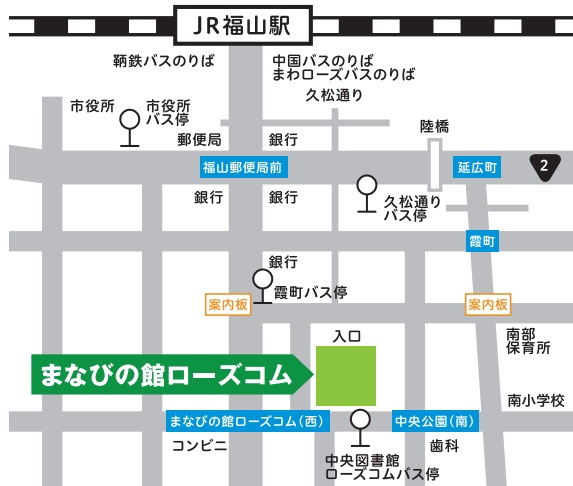 JR福山駅
鞆鉄バスのりば
中国バスのりば
まわローズバスのりば
久松通り
市役所
市役所
バス停
郵便局
銀行
陸橋
福山郵便局前
延広町
2
銀行
銀行
久松通り
バス停
霞町
銀行
霞町バス停
案内板
案内板
入口
南部
保育所
まなびの館ローズコム
南小学校
まなびの館ローズコム(西)
中央公園(南)
コンビニ
歯科
中央図書館
ローズコムバス停